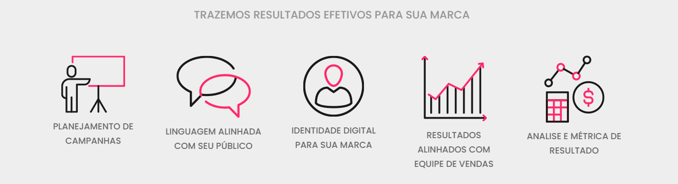 TRAZEMOS RESULTADOS EFETIVOS PARA SUA MARCA
PLANEJAMENTO DE
CAMPANHAS
LINGUAGEM ALINHADA
COM SEU PÚBLICO
IDENTIDADE DIGITAL
PARA SUA MARCA
RESULTADOS
ALINHADOS COM
EQUIPE DE VENDAS
$
ANALISE E MÉTRICA DE
RESULTADO